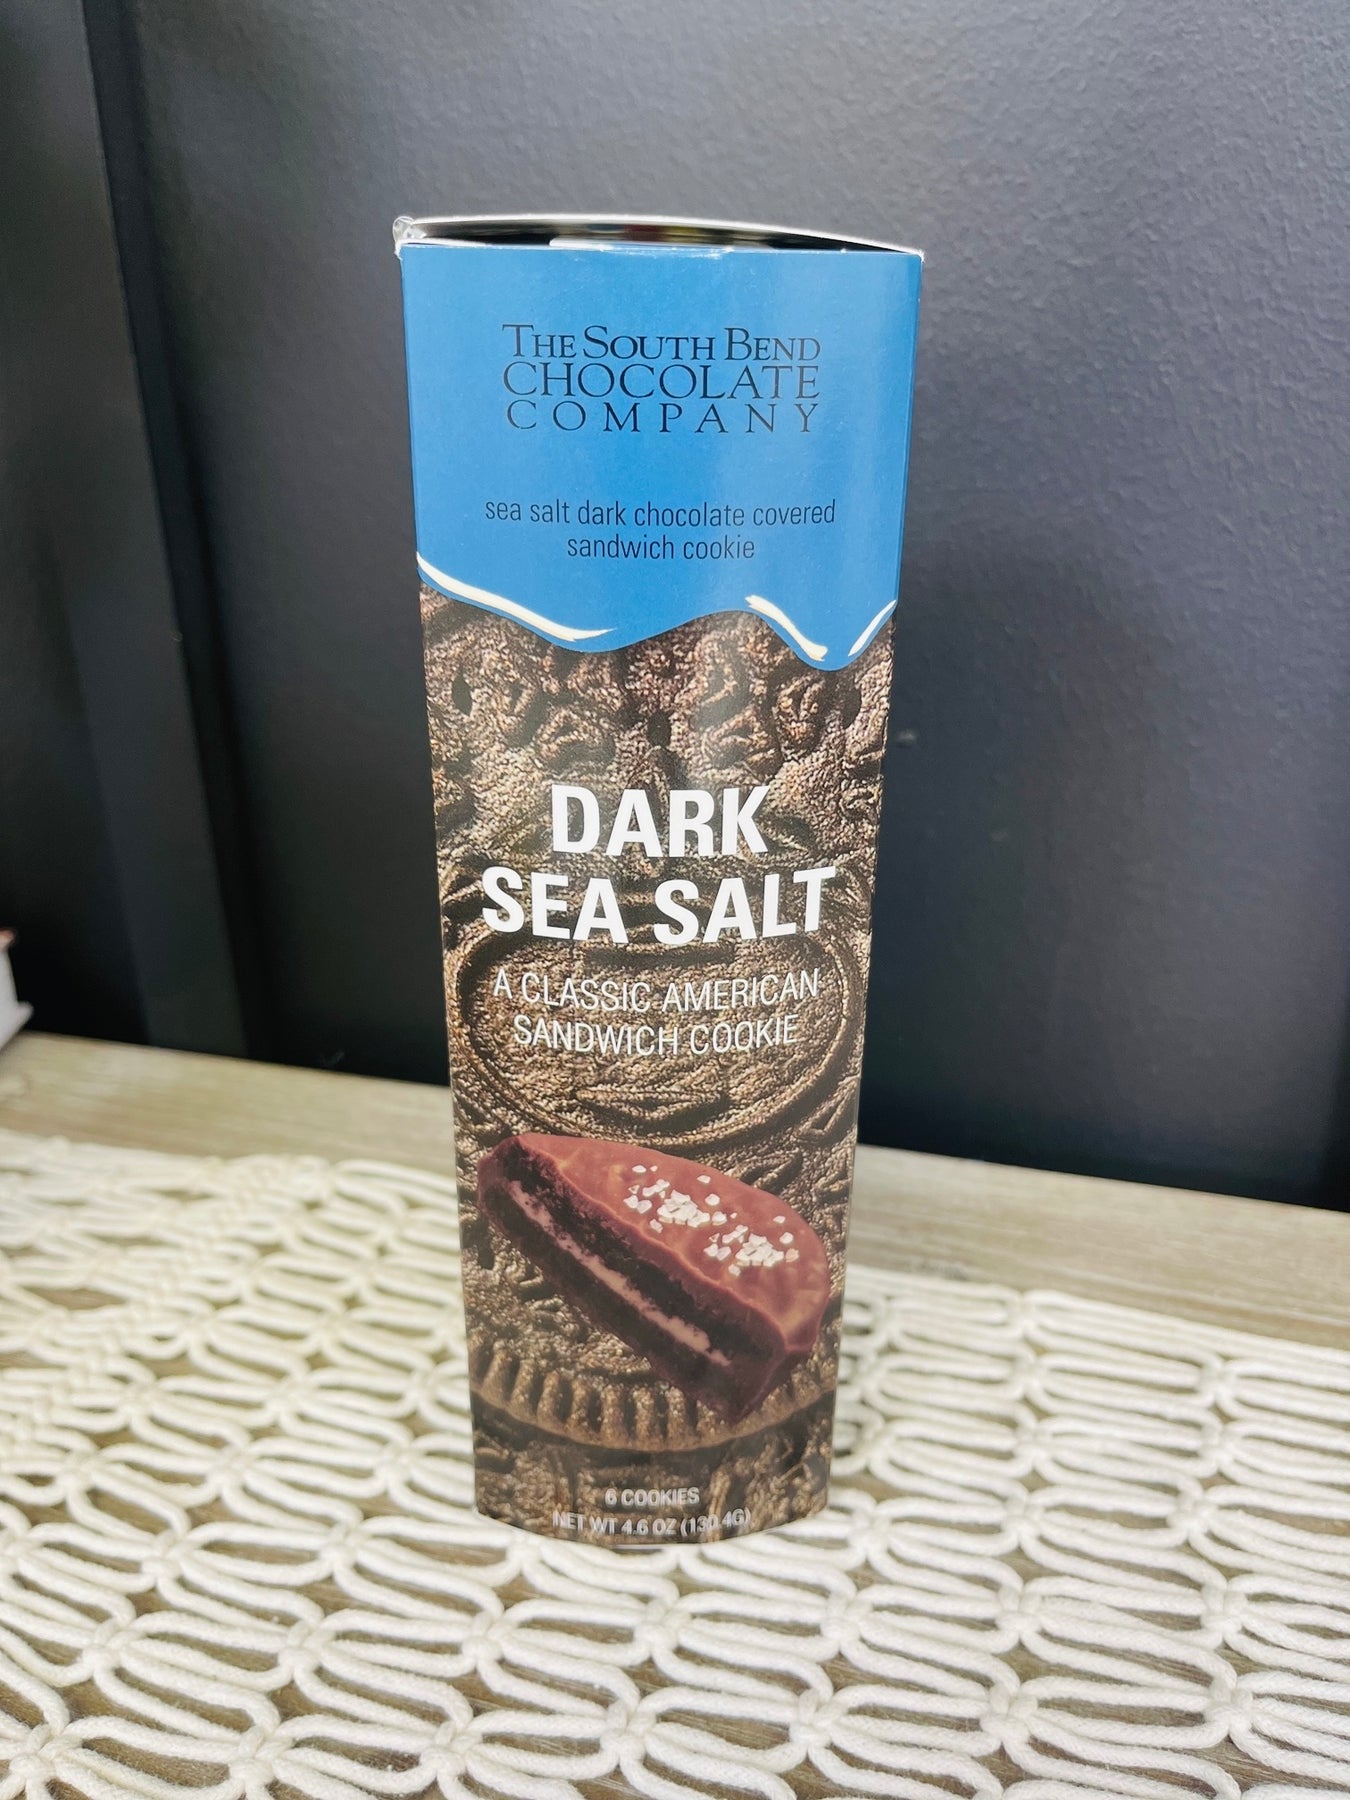 THE SOUTH BEND
CHOCOLATE
COMPANY
sea salt dark chocolate covered
sandwich cookie
DARK
SEA SALT
A CLASSIC AMERICAN
SANDWICH COOKIE
6 COOKIES
NET WT 4.6 OZ (130.4G)